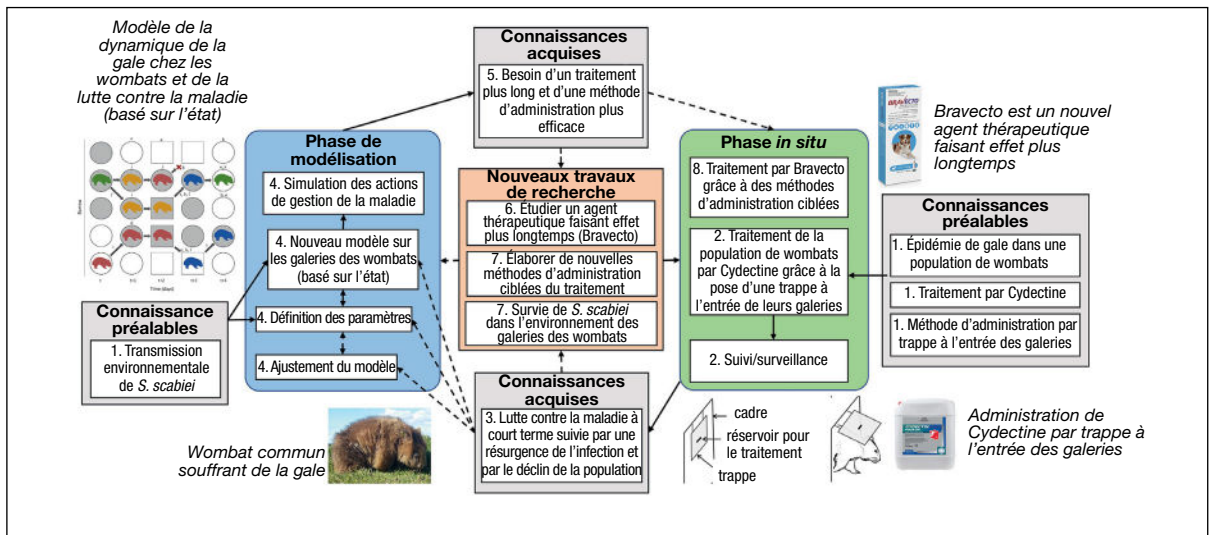 Modèle de la
dynamique de la
gale chez les
wombats et de la
lutte contre la maladie
(basé sur l'état)
Connaissance
préalables
1. Transmission
environnementale
de S. scabiei
Phase de
modélisation
4. Simulation des actions
de gestion de la maladie
4. Nouveau modèle sur
les galeries des wombats
(basé sur l'état)
4. Définition des paramètres
4. Ajustement du modèle
Wombat commun
souffrant de la gale
Connaissances
acquises
5. Besoin d'un traitement
plus long et d'une méthode
d'administration plus
efficace
Nouveaux travaux
de recherche
6. Étudier un agent
thérapeutique faisant effet
plus longtemps (Bravecto)
7. Élaborer de nouvelles
méthodes d'administration
ciblées du traitement
7. Survie de S. scabiei
dans l'environnement des
galeries des wombats
Connaissances
acquises
3. Lutte contre la maladie à
court terme suivie par une
résurgence de l'infection et
par le déclin de la population
Phase in situ
8. Traitement par Bravecto
grâce à des méthodes
d'administration ciblées
2. Traitement de la
population de wombats
par Cydectine grâce à la
pose d'une trappe à
l'entrée de leurs galeries
2. Suivi/surveillance
cadre
réservoir pour
le traitement
trappe
BRAVECTO
Bravecto est un nouvel
agent thérapeutique
faisant effet plus
longtemps
Connaissances
préalables
1. Épidémie de gale dans une
population de wombats
1. Traitement par Cydectine
1. Méthode d'administration par
trappe à l'entrée des galeries
Administration de
Cydectine par trappe à
l'entrée des galeries